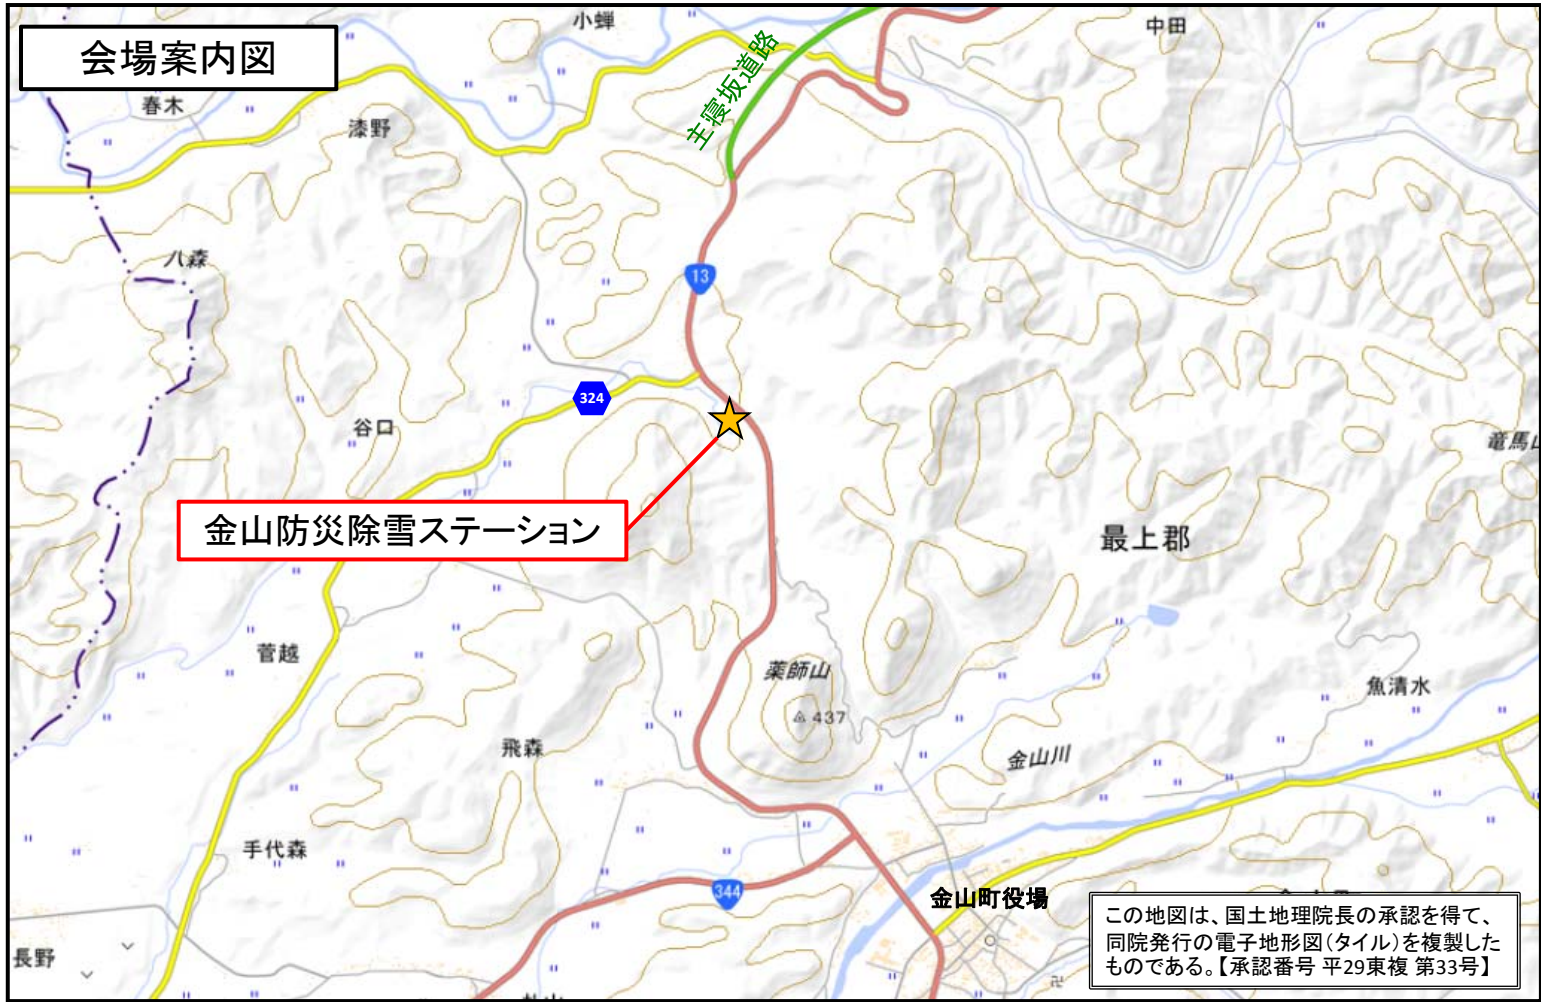 会場案内図
小蝉
中田
春木
漆野
主寝坂道路
八森
13
324
谷口
竜馬山
金山防災除雪ステーション
最上郡
菅越
薬師山
437
魚清水
飛森
金山川
手代森
344
金山町役場
長野
この地図は、国土地理院長の承認を得て、
同院発行の電子地形図(タイル)を複製した
ものである。【承認番号 平29東複 第33号】